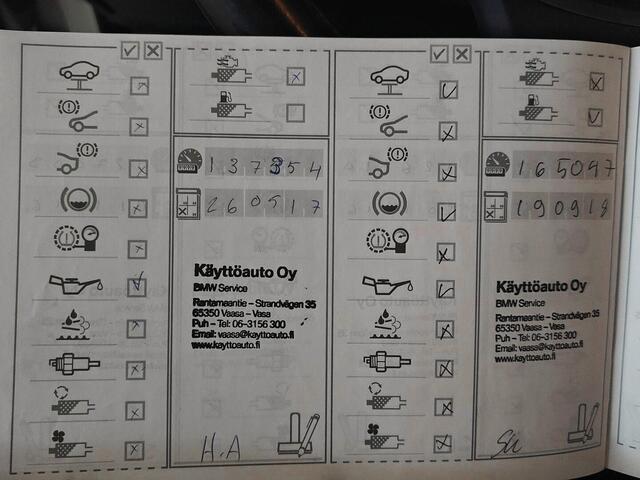 137354
260517
Käyttöauto Oy
BMW Service
Rantamaantie – Strandvägen 35
65350 Vaasa – Vasa
Puh – Tel: 06–3156 300
Email: vaasa@kayttoauto.fi
www.kayttoauto.fi
H.A
165097
190918
Käyttöauto Oy
BMW Service
Rantamaantie – Strandvägen 35
65350 Vaasa – Vasa
Puh – Tel: 06–3156 300
Email: vaasa@kayttoauto.fi
www.kayttoauto.fi